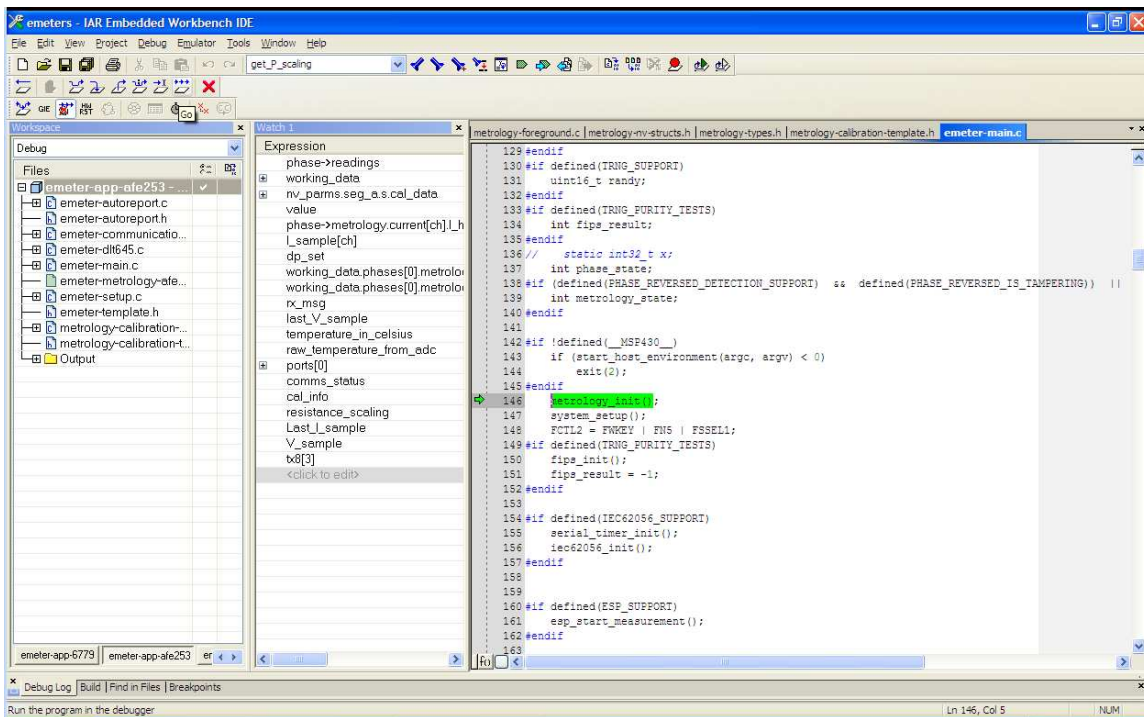 emeters - IAR Embedded Workbench IDE
File Edit View Project Debug Emulator Tools Window Help
get_P_scaling
GIE
Go
Workspace
Debug
Files
emeter-app-afe253 - ...
emeter-autoreport.c
emeter-autoreport.h
emeter-communicatio...
emeter-dlt645.c
emeter-main.c
emeter-metrology-afe...
emeter-setup.c
emeter-template.h
metrology-calibration-...
metrology-calibration-t...
Output
emeter-app-6779 emeter-app-afe253 er
Watch 1
Expression
phase->readings
working_data
nv_parms.seg_a.s.cal_data
value
phase->metrology.current[ch].I_h
I_sample[ch]
dp_set
working_data.phases[0].metrolo
working_data.phases[0].metrolo
rx_msg
last_V_sample
temperature_in_celsius
raw_temperature_from_adc
ports[0]
comms_status
cal_info
resistance_scaling
Last_I_sample
V_sample
tx8[3]
<click to edit>
metrology-foreground.c | metrology-nv-structs.h | metrology-types.h | metrology-calibration-template.h emeter-main.c
129 #endif
130 #if defined(TRNG_SUPPORT)
131 uint16_t randy;
132 #endif
133 #if defined(TRNG_PURITY_TESTS)
134 int fips_result;
135 #endif
136 // static int32_t x;
137 int phase_state;
138 #if (defined(PHASE_REVERSED_DETECTION_SUPPORT) && defined(PHASE_REVERSED_IS_TAMPERING)) ||
139 int metrology_state;
140 #endif
141
142 #if !defined(__MSP430__)
143 if (start_host_environment(argc, argv) < 0)
144 exit(2);
145 #endif
146 metrology_init();
147 system_setup();
148 FCTL2 = FWKEY | FN5 | FSSEL1;
149 #if defined(TRNG_PURITY_TESTS)
150 fips_init();
151 fips_result = -1;
152 #endif
153
154 #if defined(IEC62056_SUPPORT)
155 serial_timer_init();
156 iec62056_init();
157 #endif
158
159
160 #if defined(ESP_SUPPORT)
161 esp_start_measurement();
162 #endif
163
Debug Log | Build | Find in Files | Breakpoints
Run the program in the debugger
Ln 146, Col 5
NUM